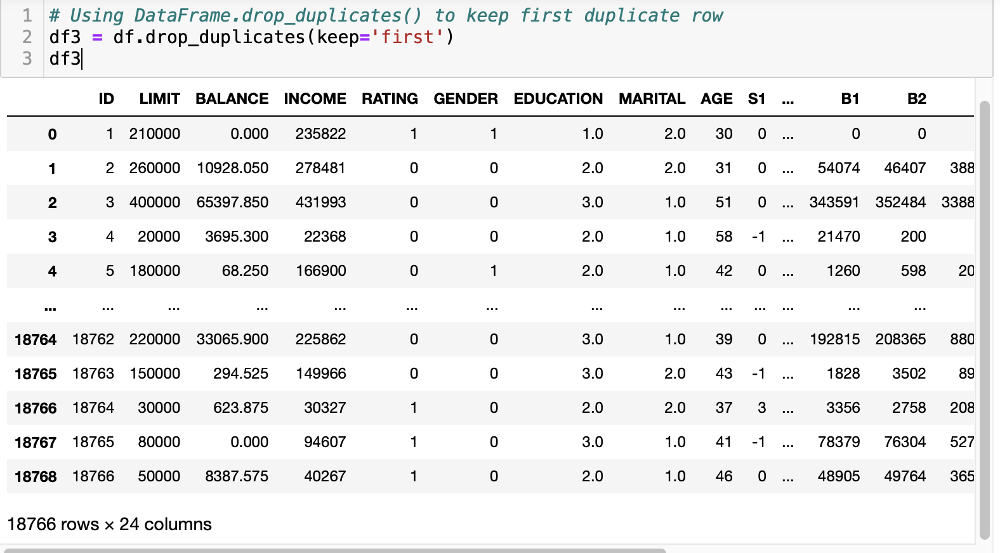 1 # Using DataFrame.drop_duplicates() to keep first duplicate row
2 df3 = df.drop_duplicates(keep='first')
3 df3
ID LIMIT BALANCE INCOME RATING GENDER EDUCATION MARITAL AGE S1 ... B1 B2
0 1 210000 0.000 235822 1 1 1.0 2.0 30 0 ... 0 0
1 2 260000 10928.050 278481 0 0 2.0 2.0 31 0 ... 54074 46407 388
2 3 400000 65397.850 431993 0 0 3.0 1.0 51 0 ... 343591 352484 3388
3 4 20000 3695.300 22368 0 0 2.0 1.0 58 -1 ... 21470 200
4 5 180000 68.250 166900 0 1 2.0 1.0 42 0 ... 1260 598 20
... ... ... ... ... ... ... ... ... ... ... ... ... ...
18764 18762 220000 33065.900 225862 0 0 3.0 1.0 39 0 ... 192815 208365 880
18765 18763 150000 294.525 149966 0 0 3.0 2.0 43 -1 ... 1828 3502 89
18766 18764 30000 623.875 30327 1 0 2.0 2.0 37 3 ... 3356 2758 208
18767 18765 80000 0.000 94607 1 0 3.0 1.0 41 -1 ... 78379 76304 527
18768 18766 50000 8387.575 40267 1 0 2.0 1.0 46 0 ... 48905 49764 365
18766 rows × 24 columns